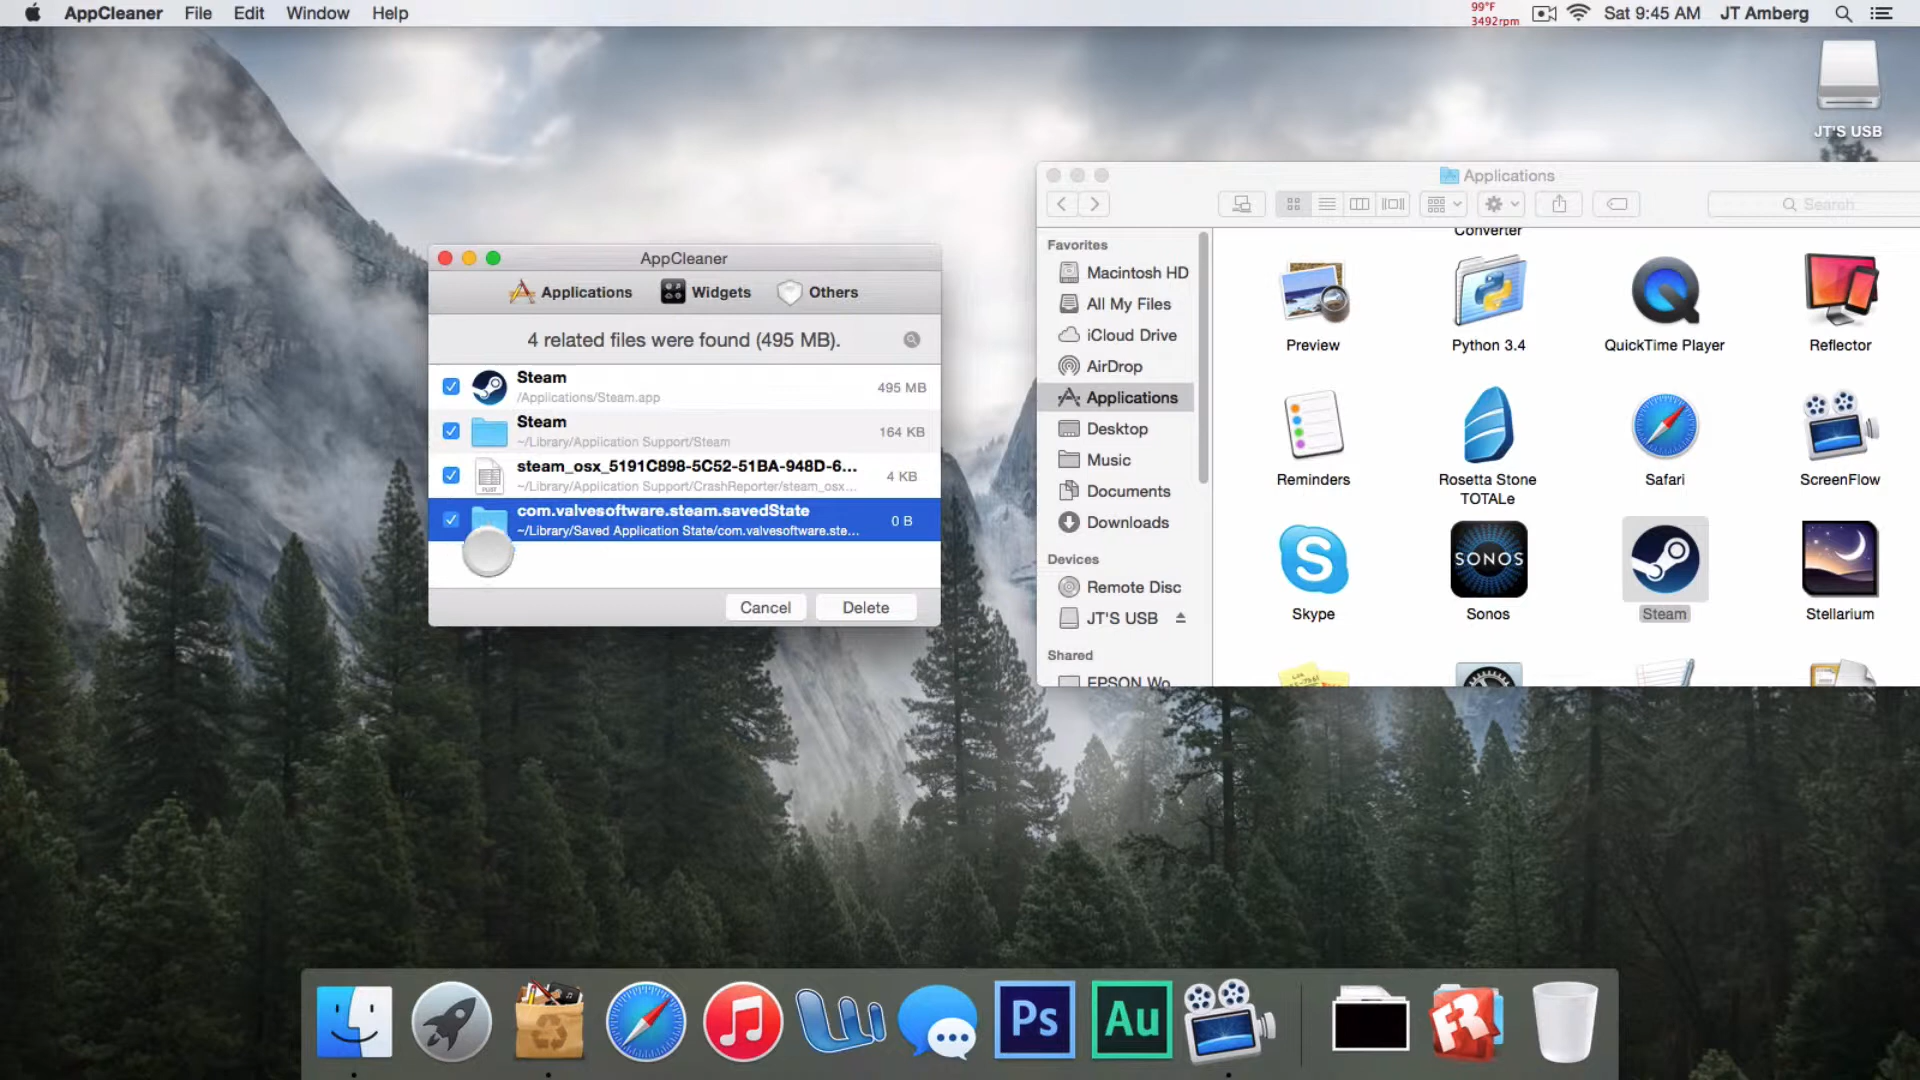 AppCleaner File Edit Window Help
99°F
3492rpm
Sat 9:45 AM JT Amberg
JT'S USB
Applications
Search
Favorites
Macintosh HD
All My Files
iCloud Drive
AirDrop
Applications
Desktop
Music
Documents
Downloads
Devices
Remote Disc
JT'S USB
Shared
EPSON Wo
Converter
Preview
Python 3.4
QuickTime Player
Reflector
Reminders
Rosetta Stone
TOTALe
Safari
ScreenFlow
Skype
SONOS
Sonos
Steam
Stellarium
AppCleaner
Applications Widgets Others
4 related files were found (495 MB).
Steam
/Applications/Steam.app
495 MB
Steam
~/Library/Application Support/Steam
164 KB
steam_osx_5191C898-5C52-51BA-948D-6...
~/Library/Application Support/CrashReporter/steam_osx...
4 KB
PLIST
com.valvesoftware.steam.savedState
~/Library/Saved Application State/com.valvesoftware.ste...
0 B
Cancel Delete
Ps
Au
FR